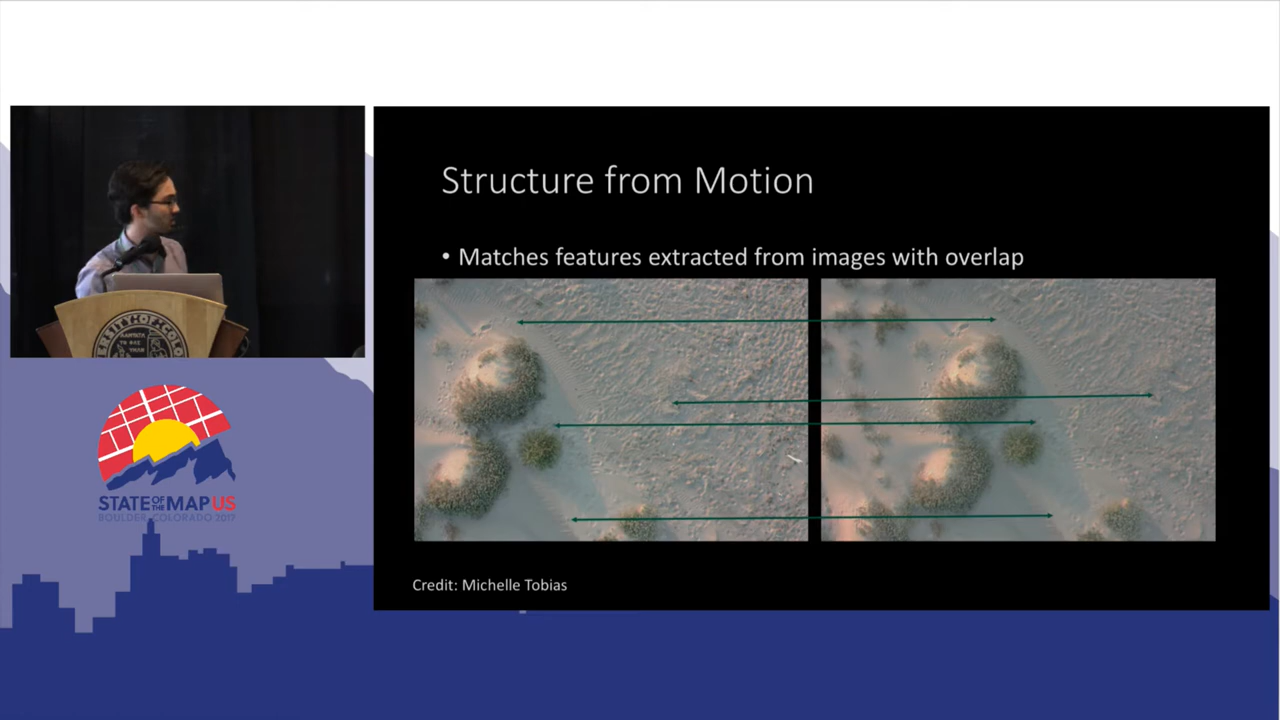 Structure from Motion
• Matches features extracted from images with overlap
Credit: Michelle Tobias
STATE OF THE MAP US
BOULDER, COLORADO 2017